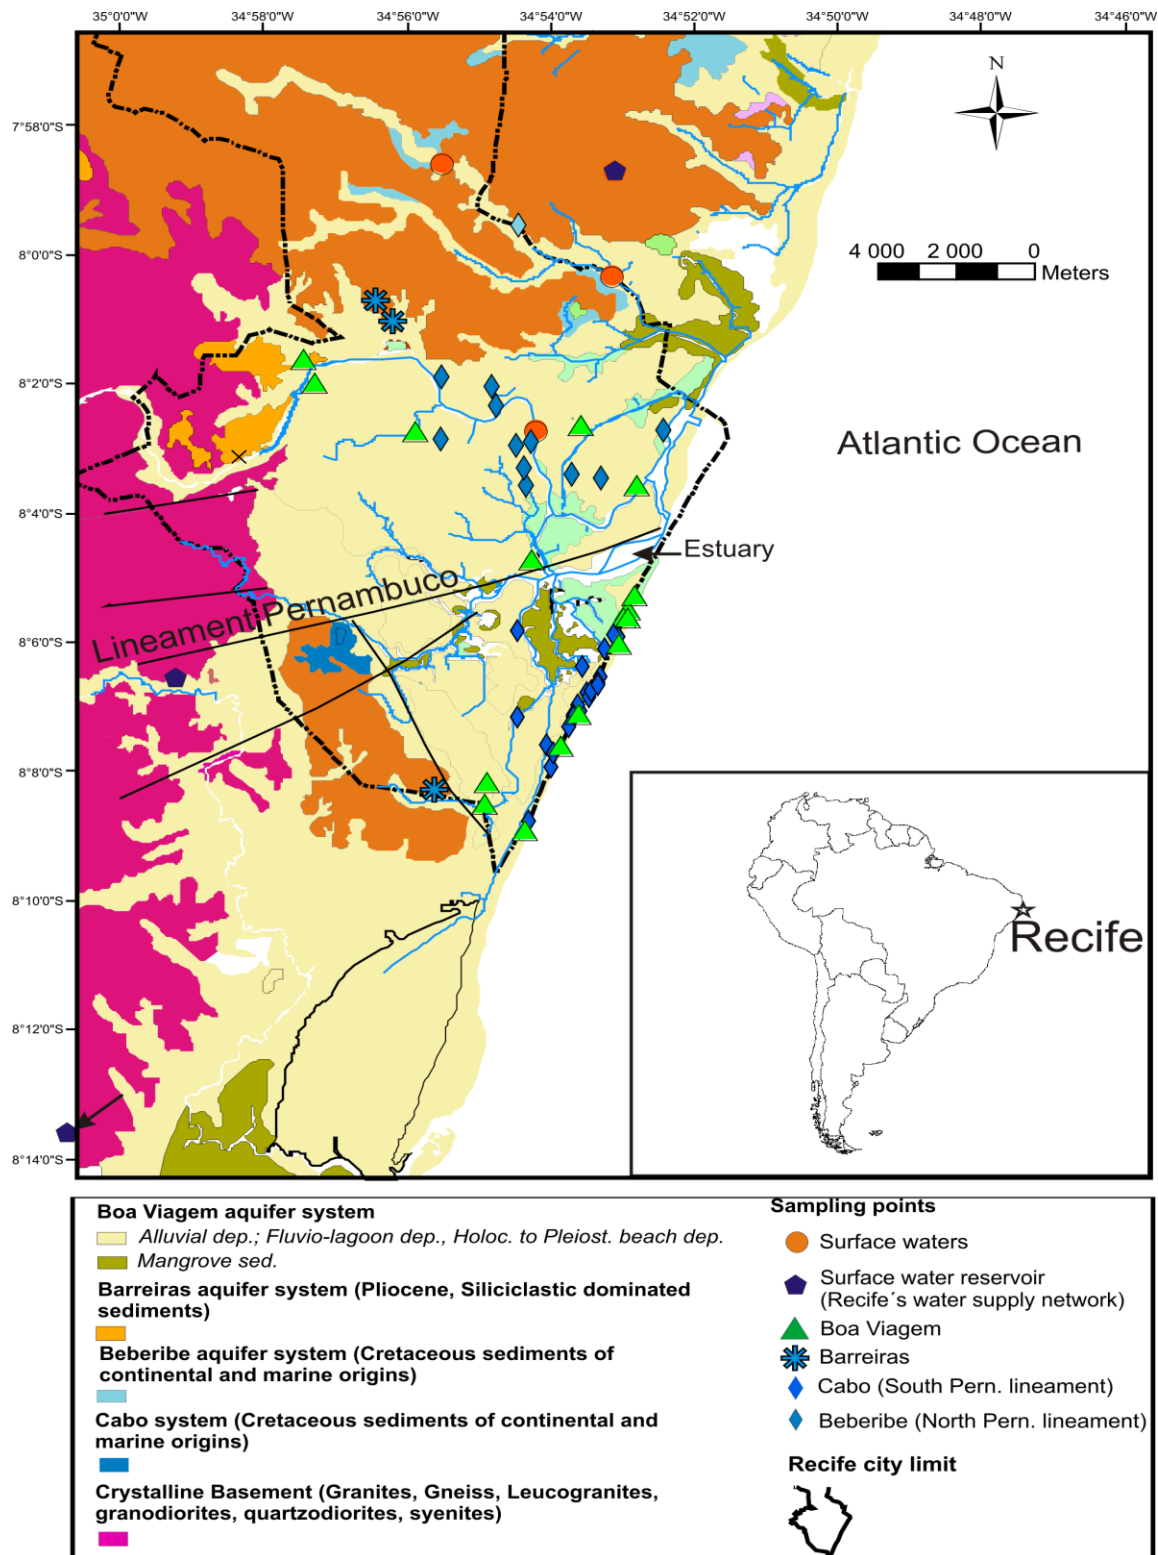 35°00'0"W
34°58'0"W
34°56'0"W
34°54'0"W
34°52'0"W
34°50'0"W
34°48'0"W
34°46'0"W
N
7°58'0"S
8°00'0"S
8°20'0"S
8°40'0"S
8°60'0"S
8°80'0"S
8°10'0"S
8°12'0"S
8°14'0"S
4 000 2 000 0
Meters
Atlantic Ocean
Estuary
Lineament Pernambuco
Recife
Boa Viagem aquifer system
Alluvial dep.; Fluvio-lagoon dep., Holoc. to Pleiost. beach dep.
Mangrove sed.
Barreiras aquifer system (Pliocene, Siliciclastic dominated
sediments)
Beberibe aquifer system (Cretaceous sediments of
continental and marine origins)
Cabo system (Cretaceous sediments of continental and
marine origins)
Crystalline Basement (Granites, Gneiss, Leucogranites,
granodiorites, quartzodiorites, syenites)
Sampling points
Surface waters
Surface water reservoir
(Recife´s water supply network)
Boa Viagem
Barreiras
Cabo (South Pern. lineament)
Beberibe (North Pern. lineament)
Recife city limit